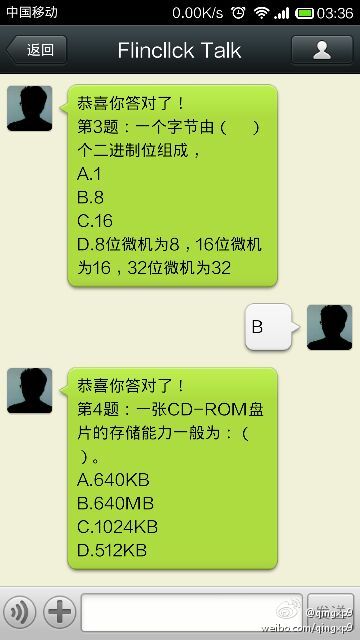 中国移动 0.00K/s 03:36
返回 Flincllck Talk
恭喜你答对了！
第3题：一个字节由（ ）
个二进制位组成，
A.1
B.8
C.16
D.8位微机为8，16位微机
为16，32位微机为32
B
恭喜你答对了！
第4题：一张CD-ROM盘
片的存储能力一般为：（
）。
A.640KB
B.640MB
C.1024KB
D.512KB
发送
@qingxp9
weibo.com/qingxp9